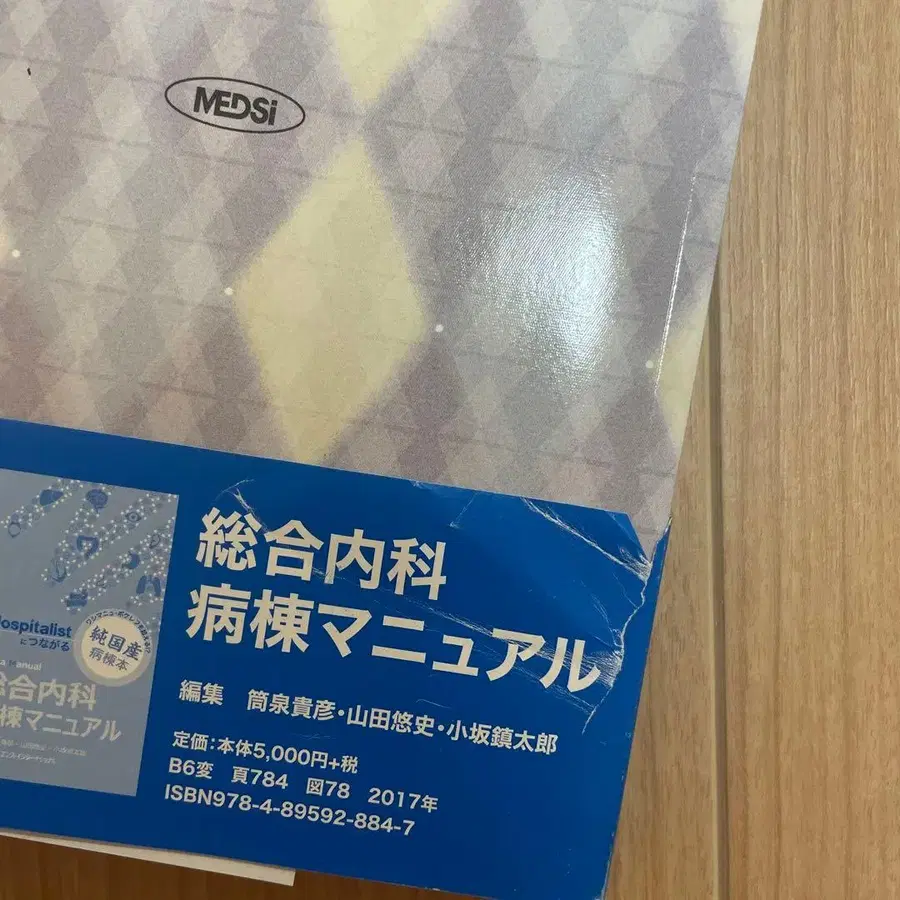 MEDSi
総合内科
病棟マニュアル
編集 筒泉貴彦・山田悠史・小坂鎮太郎
定価：本体5,000円+税
B6変 頁784 図78 2017年
ISBN978-4-89592-884-7
ospitalist
につながる
純国産
病棟本
anual
総合内科
棟マニュアル